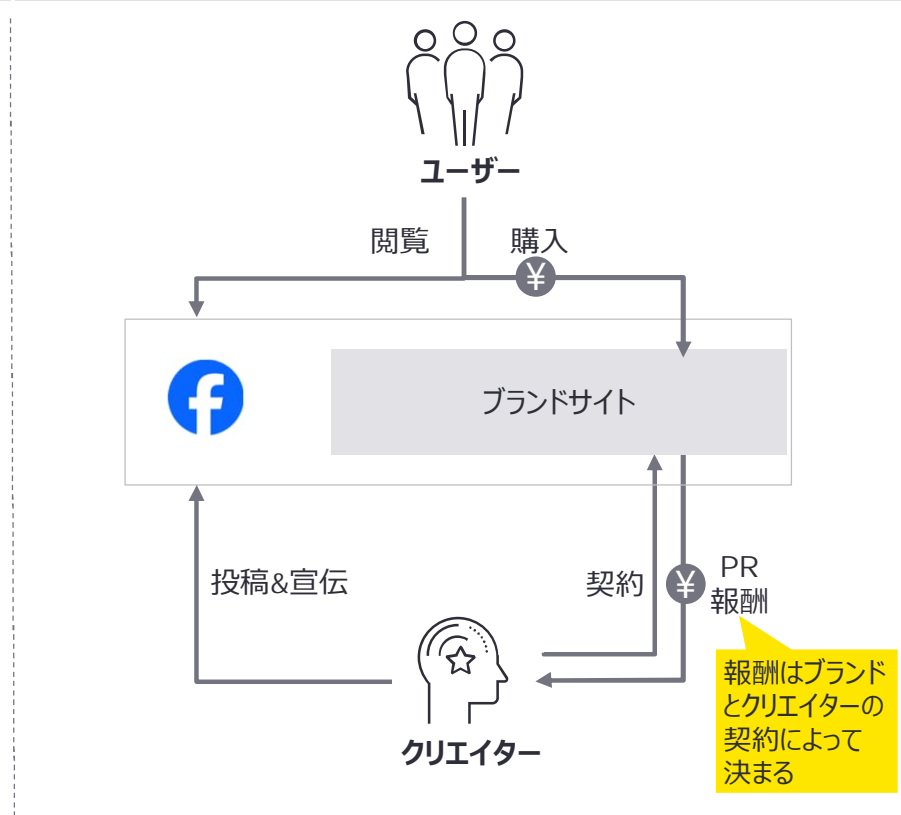 ユーザー
閲覧
購入
¥
f
ブランドサイト
投稿&宣伝
契約
¥
PR
報酬
報酬はブランド
とクリエイターの
契約によって
決まる
クリエイター